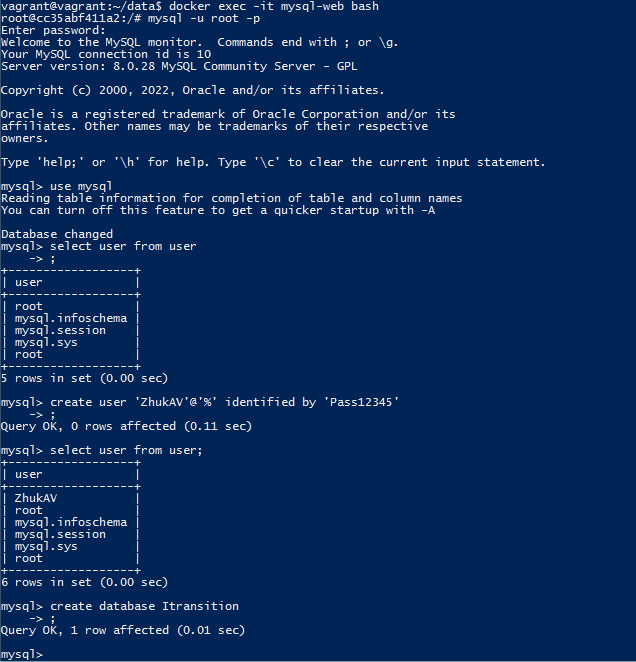 vagrant@vagrant:~/data$ docker exec -it mysql-web bash
root@cc35abf411a2:/# mysql -u root -p
Enter password:
Welcome to the MySQL monitor.  Commands end with ; or \g.
Your MySQL connection id is 10
Server version: 8.0.28 MySQL Community Server - GPL

Copyright (c) 2000, 2022, Oracle and/or its affiliates.

Oracle is a registered trademark of Oracle Corporation and/or its
affiliates. Other names may be trademarks of their respective
owners.

Type 'help;' or '\h' for help. Type '\c' to clear the current input statement.

mysql> use mysql
Reading table information for completion of table and column names
You can turn off this feature to get a quicker startup with -A

Database changed
mysql> select user from user
    -> ;
+------------------+
| user             |
+------------------+
| root             |
| mysql.infoschema |
| mysql.session    |
| mysql.sys        |
| root             |
+------------------+
5 rows in set (0.00 sec)

mysql> create user 'ZhukAV'@'%' identified by 'Pass12345'
    -> ;
Query OK, 0 rows affected (0.11 sec)

mysql> select user from user;
+------------------+
| user             |
+------------------+
| ZhukAV           |
| root             |
| mysql.infoschema |
| mysql.session    |
| mysql.sys        |
| root             |
+------------------+
6 rows in set (0.00 sec)

mysql> create database Itransition
    -> ;
Query OK, 1 row affected (0.01 sec)

mysql>